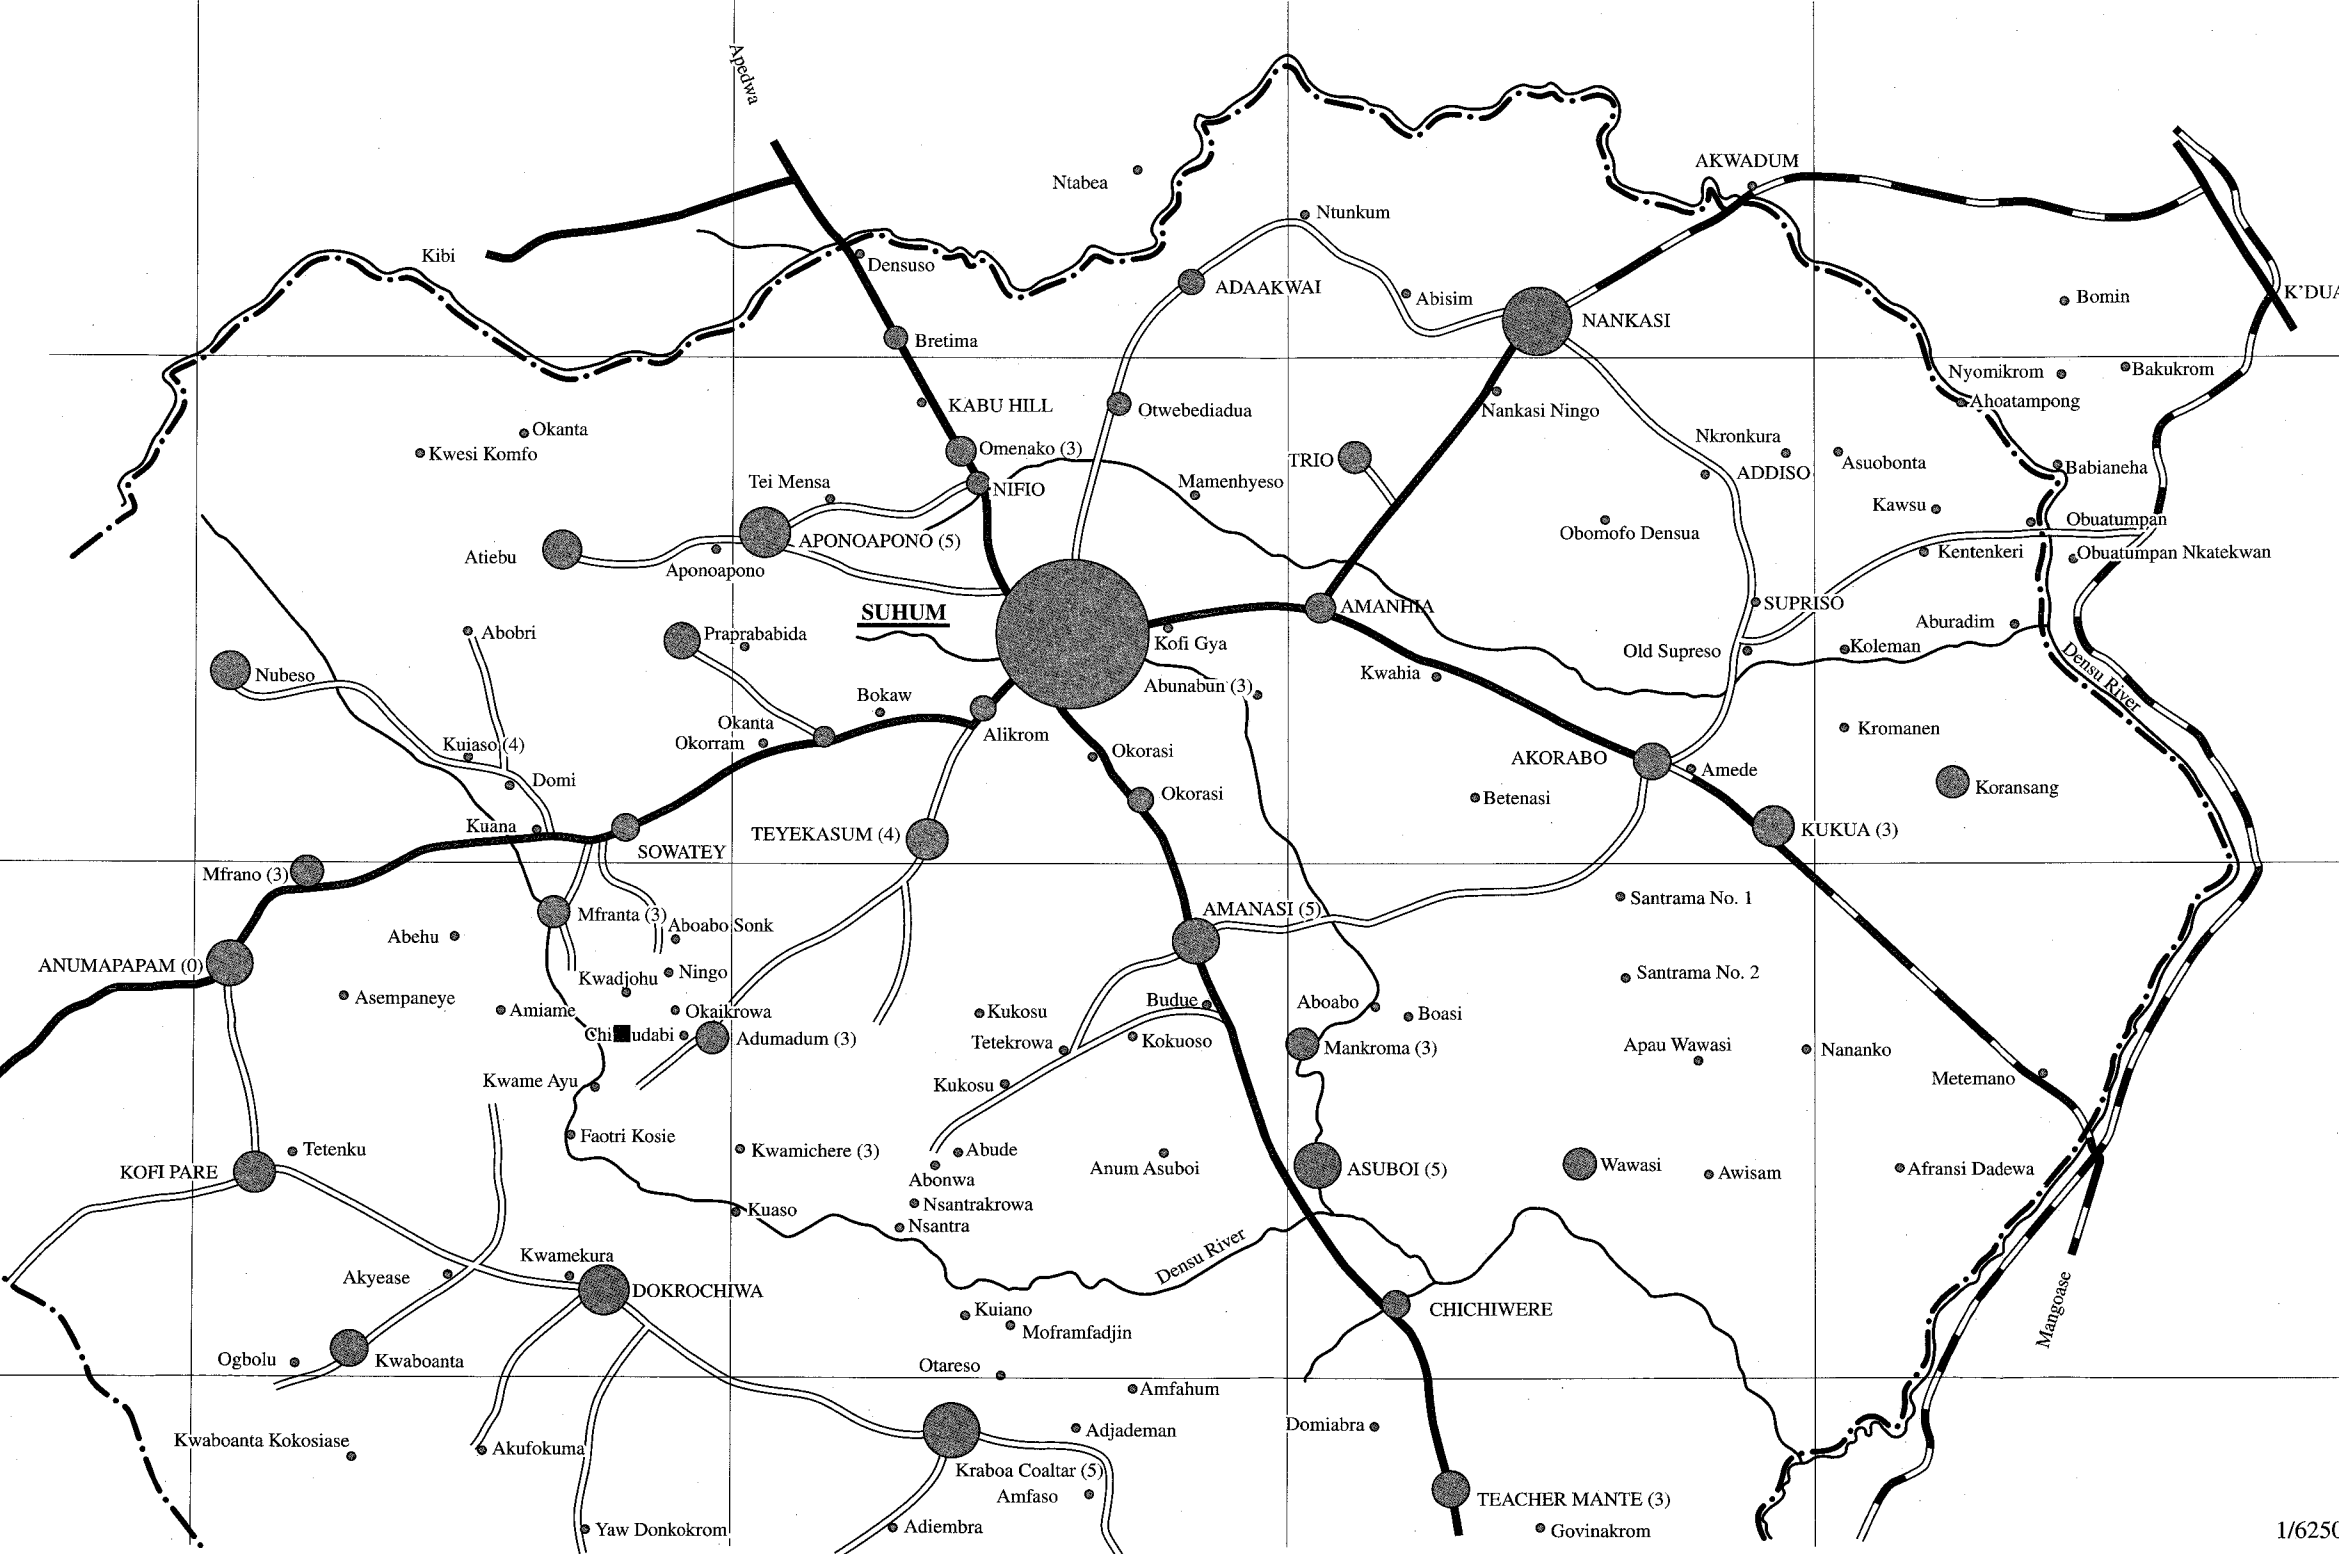 Apedwa
AKWADUM
Ntabea
Ntunkum
Kibi
Densuso
ADAAKWAI
Abisim
Bomin
K'DUA
NANKASI
Bretima
Nyomikrom
Bakukrom
KABU HILL
Otwebediadua
Nankasi Ningo
Ahoatampong
Okanta
Kwesi Komfo
Omenako (3)
Nkronkura
TRIO
Asuobonta
ADDISO
Babianeha
Tei Mensa
NIFIO
Mamenhyeso
Kawsu
Obuatumpan
Obomofo Densua
APONOAPONO (5)
Atiebu
Aponoapono
Kentenkeri
Obuatumpan Nkatekwan
SUHUM
AMANHIA
SUPRISO
Abobri
Praprababida
Kofi Gya
Aburadim
Old Supreso
Koleman
Nubeso
Kwahia
Abunabun (3)
Densu River
Bokaw
Okanta
Okorram
Alikrom
Kromanen
Kuiaso (4)
Okorasi
AKORABO
Amede
Domi
Okorasi
Betenasi
Koransang
Kuana
TEYEKASUM (4)
KUKUA (3)
SOWATEY
Mfrano (3)
Santrama No. 1
Mfranta (3)
AMANASI (5)
Aboabo Sonk
Abehu
ANUMAPAPAM (0)
Kwadjohu
Ningo
Santrama No. 2
Asempaneye
Amiame
Okaikrowa
Kukosu
Budue
Aboabo
Boasi
Chi udabi
Adumadum (3)
Tetekrowa
Kokuoso
Mankroma (3)
Apau Wawasi
Nananko
Kwame Ayu
Kukosu
Metemano
Faotri Kosie
Tetenku
Kwamichere (3)
Abude
KOFI PARE
Abonwa
Anum Asuboi
ASUBOI (5)
Wawasi
Awisam
Afransi Dadewa
Nsantrakrowa
Kuaso
Nsantra
Densu River
Kwamekura
Akyease
DOKROCHIWA
Kuiano
CHICHIWERE
Moframfadjin
Mangoase
Ogbolu
Kwaboanta
Otareso
Amfahum
Domiabra
Adjademan
Kwaboanta Kokosiase
Akufokuma
Kraboa Coaltar (5)
Amfaso
TEACHER MANTE (3)
Yaw Donkokrom
Adiembra
Govinakrom
1/6250